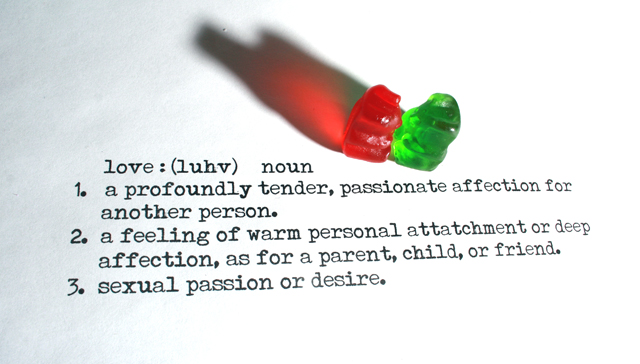 love:(luhv) noun
1. a profoundly tender, passionate affection for
another person.
2. a feeling of warm personal attatchment or deep
affection, as for a parent, child, or friend.
3. sexual passion or desire.